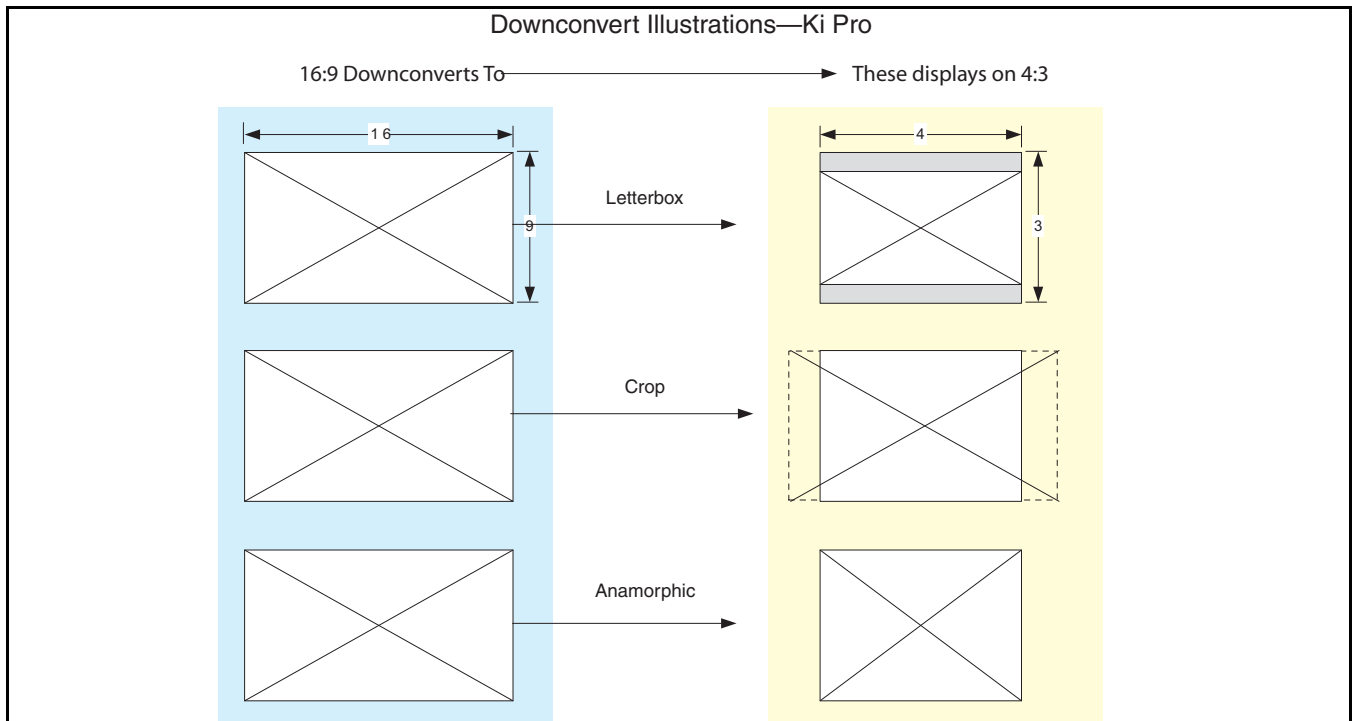 Downconvert Illustrations—Ki Pro
16:9 Downconverts To These displays on 4:3
1 6
4
9
Letterbox
3
Crop
Anamorphic